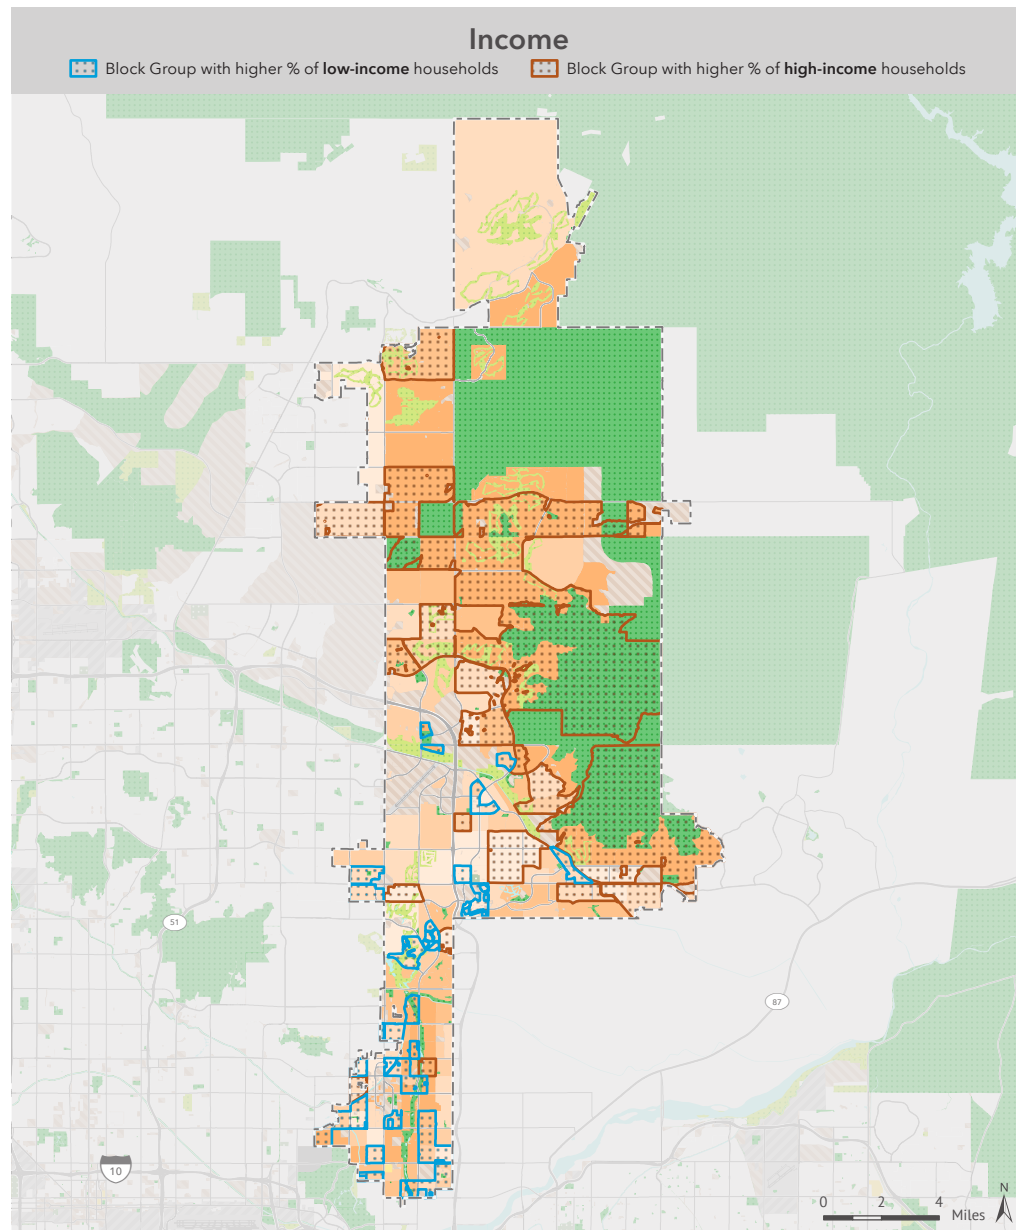 Income
Block Group with higher % of low-income households
Block Group with higher % of high-income households
51
87
10
0 2 4
Miles
N